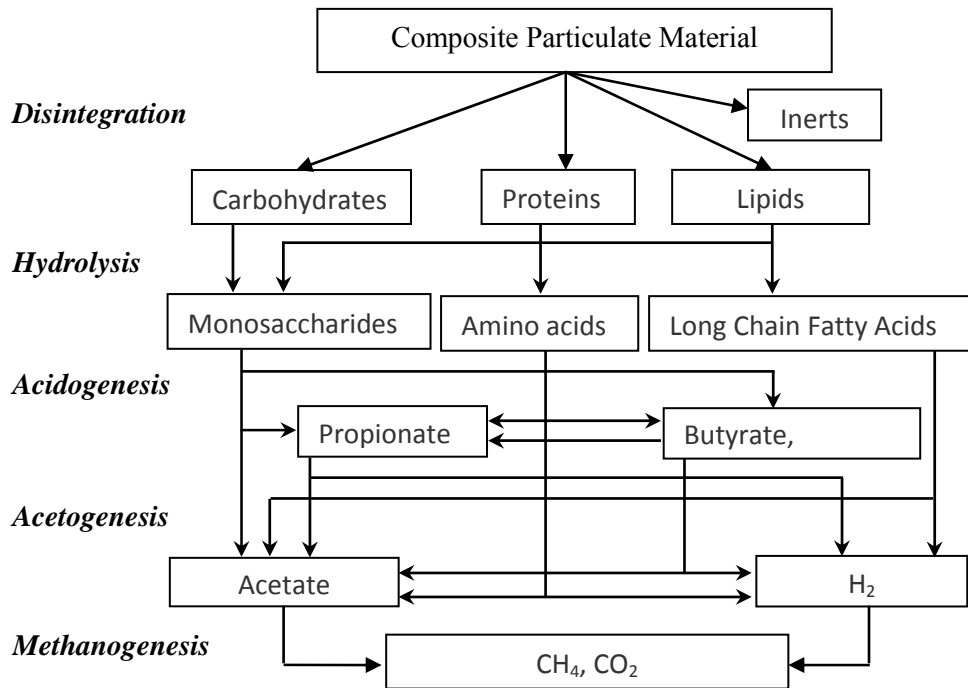 Composite Particulate Material
Disintegration
Inerts
Carbohydrates
Proteins
Lipids
Hydrolysis
Monosaccharides
Amino acids
Long Chain Fatty Acids
Acidogenesis
Propionate
Butyrate,
Acetogenesis
Acetate
H₂
Methanogenesis
CH₄, CO₂